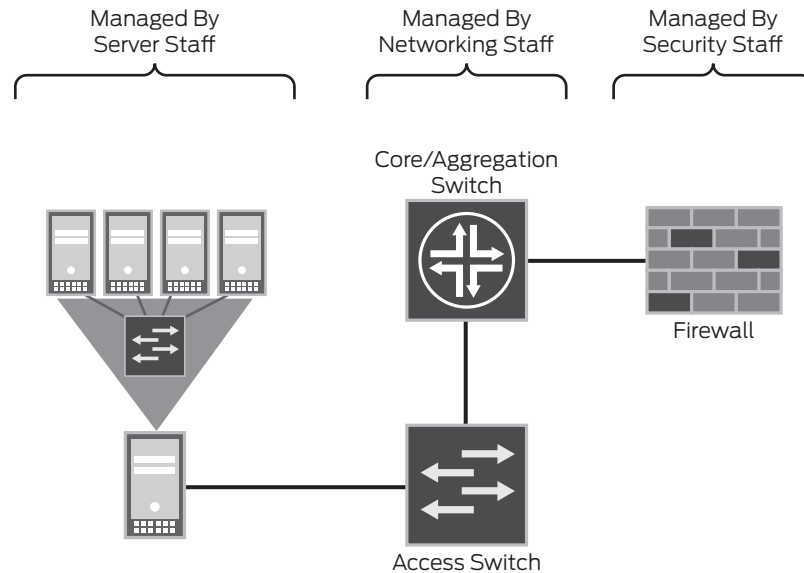 Managed By
Server Staff
Managed By
Networking Staff
Managed By
Security Staff
Core/Aggregation
Switch
Firewall
Access Switch